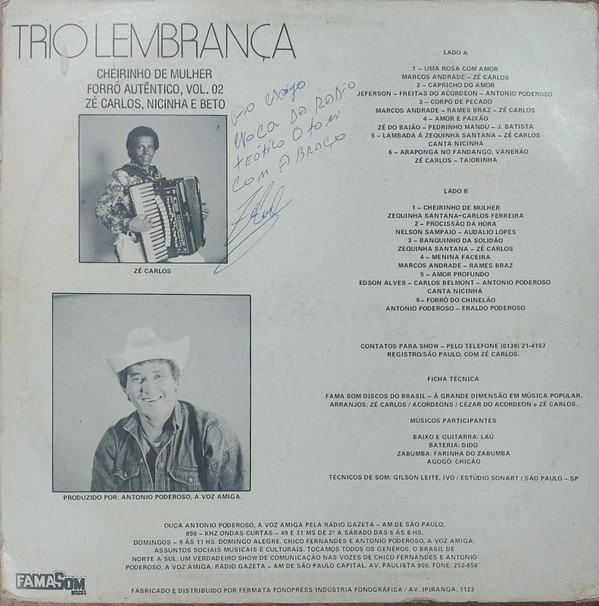 TRIO LEMBRANÇA
CHEIRINHO DE MULHER
FORRÓ AUTÊNTICO, VOL. 02
ZÉ CARLOS, NICINHA E BETO
COM ABRAÇO
ZÉ CARLOS
PRODUZIDO POR: ANTONIO PODEROSO, A VOZ AMIGA.
LADO A
1 – UMA ROSA COM AMOR
MARCOS ANDRADE – ZÉ CARLOS
2 – CAPRICHO DO AMOR
JEFERSON – FREITAS DO ACORDEON – ANTONIO PODEROSO
3 – CORPO DE PECADO
MARCOS ANDRADE – RAMES BRAZ – ZÉ CARLOS
4 – AMOR E PAIXÃO
ZÉ DO BAIÃO – PEDRINHO MANDU – J. BATISTA
5 – LAMBADA À ZEQUINHA SANTANA – ZÉ CARLOS
CANTA NICINHA
6 – ARAPONGA NO FANDANGO, VANERÃO
ZÉ CARLOS – TAIOBINHA
LADO B
1 – CHEIRINHO DE MULHER
ZEQUINHA SANTANA–CARLOS FERREIRA
2 – PROCISSÃO DA HORA
NELSON SAMPAIO – AUDALIO LOPES
3 – BANQUINHO DA SOLIDÃO
ZEQUINHA SANTANA – ZÉ CARLOS
4 – MENINA FACEIRA
MARCOS ANDRADE – RAMES BRAZ
5 – AMOR PROFUNDO
EDSON ALVES – CARLOS BELMONT – ANTONIO PODEROSO
CANTA NICINHA
6– FORRÓ DO CHINELÃO
ANTONIO PODEROSO – ERALDO PODEROSO
CONTATOS PARA SHOW – PELO TELEFONE (0138) 21-4167
REGISTRO/SÃO PAULO; COM ZÉ CARLOS.
FICHA TÉCNICA
FAMA SOM DISCOS DO BRASIL – À GRANDE DIMENSÃO EM MÚSICA POPULAR.
ARRANJOS: ZÉ CARLOS / ACORDEONS / CEZAR DO ACORDEON e ZÉ CARLOS.
MÚSICOS PARTICIPANTES
BAIXO E GUITARRA: LAÚ
BATERIA: DIDO
ZABUMBA: FARINHA DO ZABUMBA
AGOGÔ: CHICÃO
TÉCNICOS DE SOM: GILSON LEITE, IVO / ESTÚDIO SONART / SÃO PAULO – SP
OUÇA ANTONIO PODEROSO, A VOZ AMIGA PELA RÁDIO GAZETA – AM DE SÃO PAULO,
890 – KHZ ONDAS CURTAS – 49 E 31 MS DE 2ª A SÁBADO DAS 6 ÀS 8 HS.
DOMINGOS – 9 ÀS 11 HS. DOMINGO ALEGRE. CHICO FERNANDES E ANTONIO PODEROSO, A VOZ AMIGA.
ASSUNTOS SOCIAIS MUSICAIS E CULTURAIS. TOCAMOS TODOS OS GENÊROS, O BRASIL DE
NORTE A SUL. UM VERDADEIRO SHOW DE COMUNICAÇÃO NAS VOZES DE CHICO FERNANDES E ANTONIO
PODEROSO, A VOZ AMIGA. RÁDIO GAZETA – AM DE SÃO PAULO CAPITAL. AV. PAULISTA 900. FONE: 252-656
FAMASOM
DISCOS
FABRICADO E DISTRIBUIDO POR FERMATA FONOPRESS INDÚSTRIA FONOGRÁFICA / AV. IPIRANGA, 1123